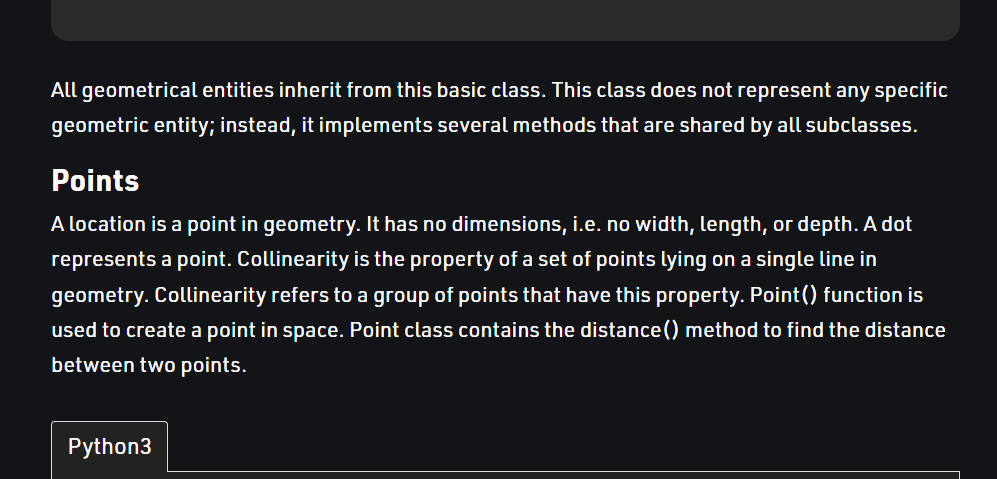 All geometrical entities inherit from this basic class. This class does not represent any specific
geometric entity; instead, it implements several methods that are shared by all subclasses.
Points
A location is a point in geometry. It has no dimensions, i.e. no width, length, or depth. A dot
represents a point. Collinearity is the property of a set of points lying on a single line in
geometry. Collinearity refers to a group of points that have this property. Point() function is
used to create a point in space. Point class contains the distance() method to find the distance
between two points.
Python3